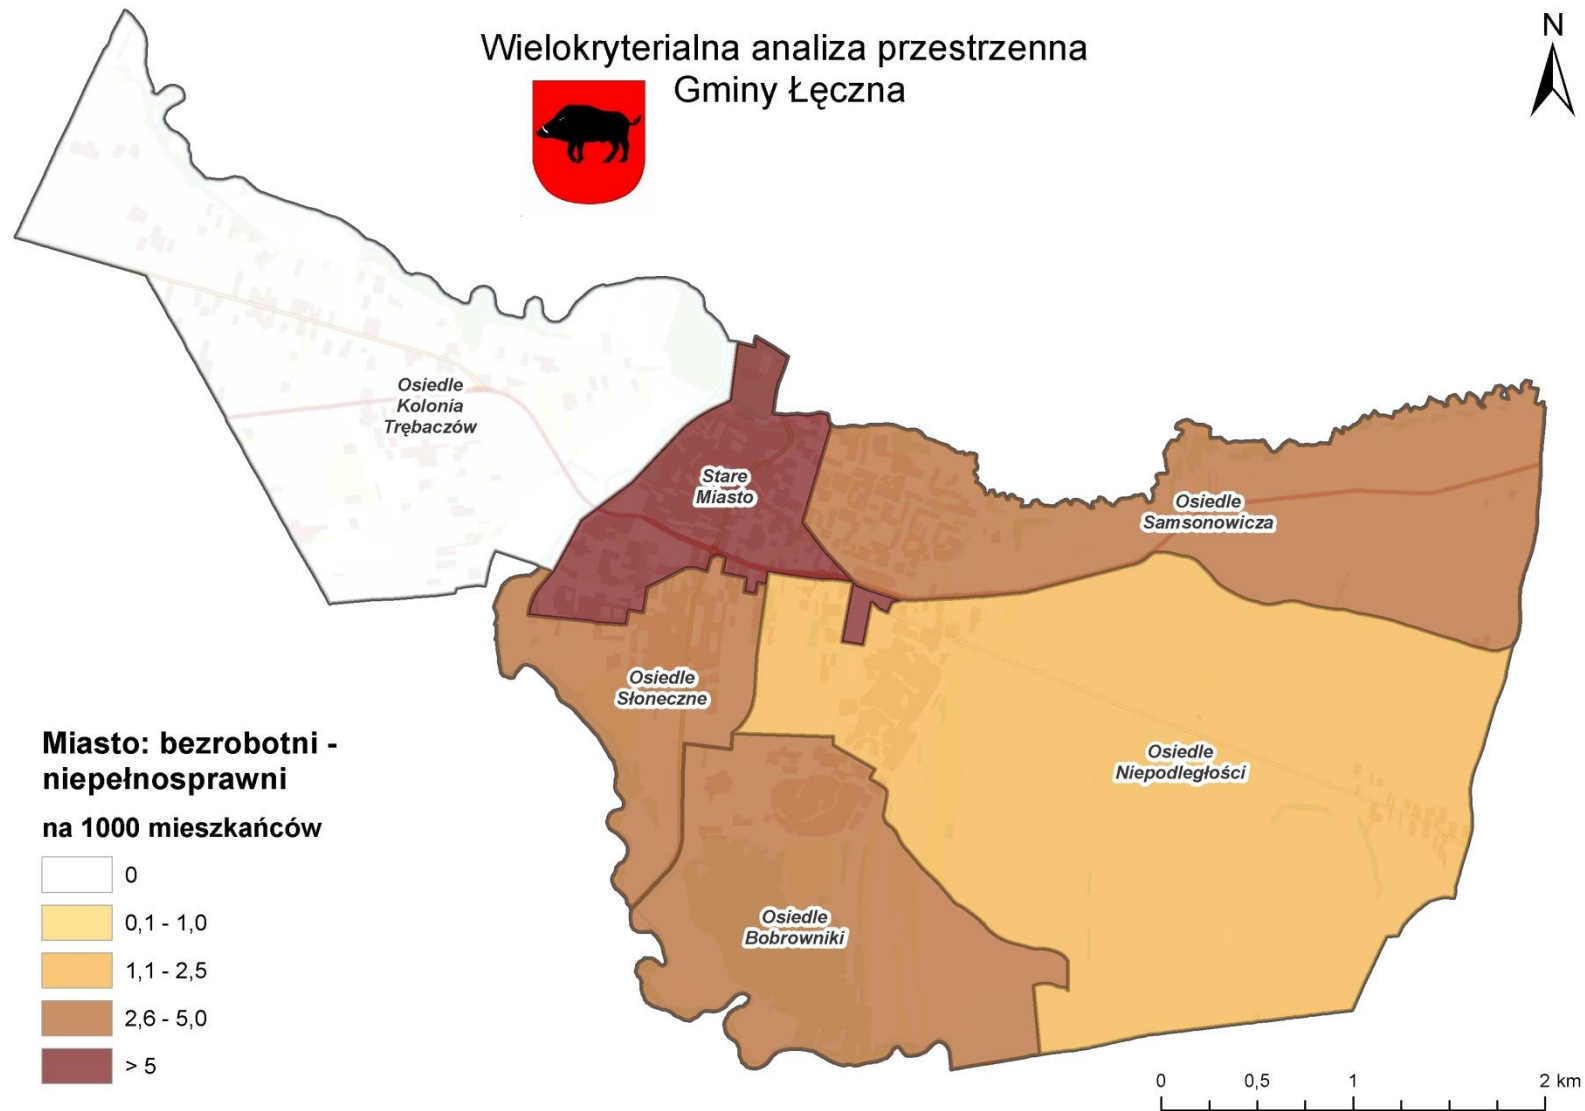 Wielokryterialna analiza przestrzenna
Gminy Łęczna
N
Osiedle
Kolonia
Trębaczów
Stare
Miasto
Osiedle
Samsonowicza
Osiedle
Słoneczne
Osiedle
Niepodległości
Osiedle
Bobrowniki
Miasto: bezrobotni -
niepełnosprawni
na 1000 mieszkańców
0
0,1 - 1,0
1,1 - 2,5
2,6 - 5,0
> 5
0 0,5 1 2 km